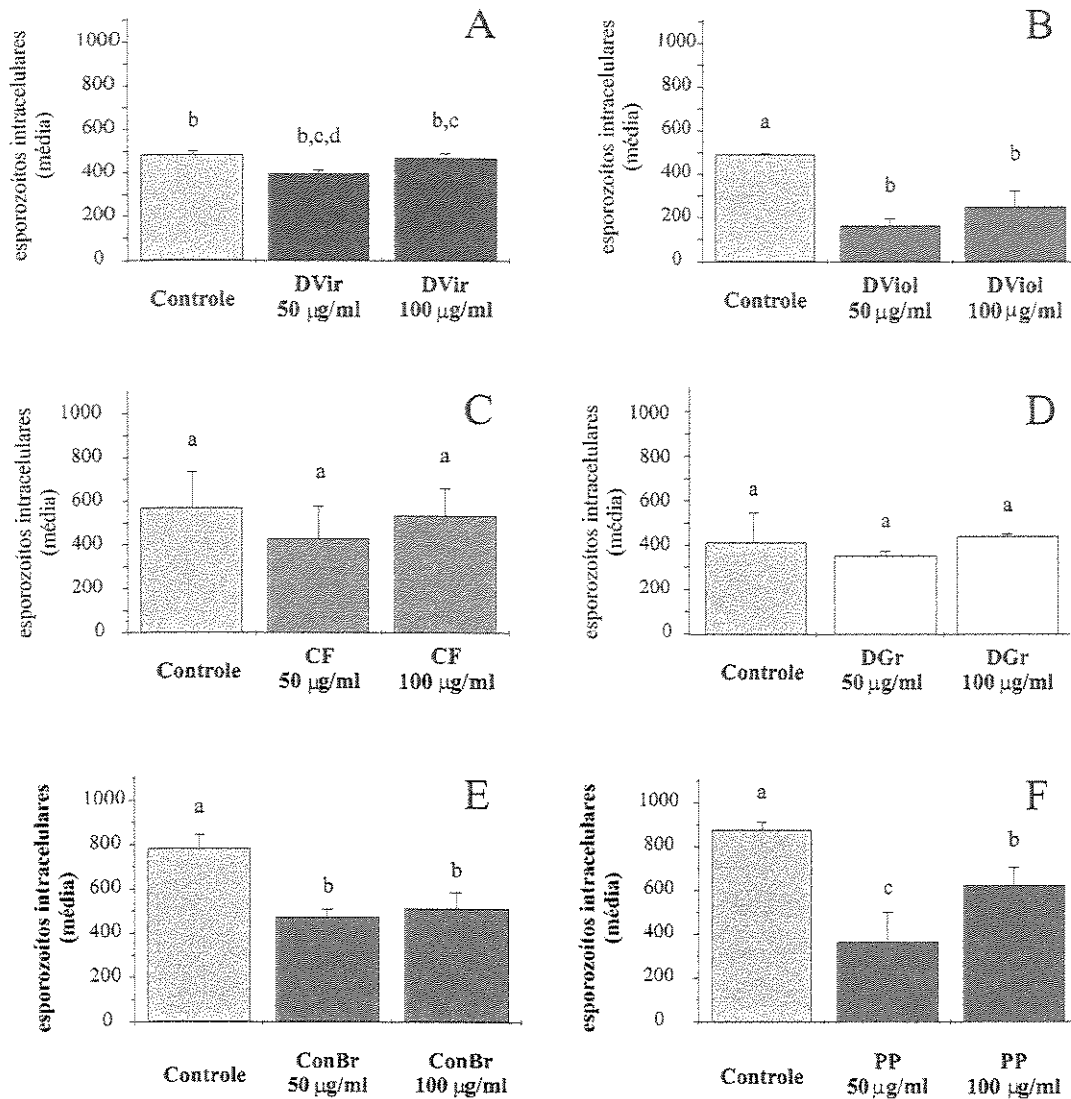 A
esporozoítos intracelulares
(média)
1000
800
600
400
200
0
b
b,c,d
b,c
Controle
DVir
50 µg/ml
DVir
100 µg/ml
B
esporozoítos intracelulares
(média)
1000
800
600
400
200
0
a
b
b
Controle
DViol
50 µg/ml
DViol
100 µg/ml
C
esporozoítos intracelulares
(média)
1000
800
600
400
200
0
a
a
a
Controle
CF
50 µg/ml
CF
100 µg/ml
D
esporozoítos intracelulares
(média)
1000
800
600
400
200
0
a
a
a
Controle
DGr
50 µg/ml
DGr
100 µg/ml
E
esporozoítos intracelulares
(média)
1000
800
600
400
200
0
a
b
b
Controle
ConBr
50 µg/ml
ConBr
100 µg/ml
F
esporozoítos intracelulares
(média)
1000
800
600
400
200
0
a
c
b
Controle
PP
50 µg/ml
PP
100 µg/ml